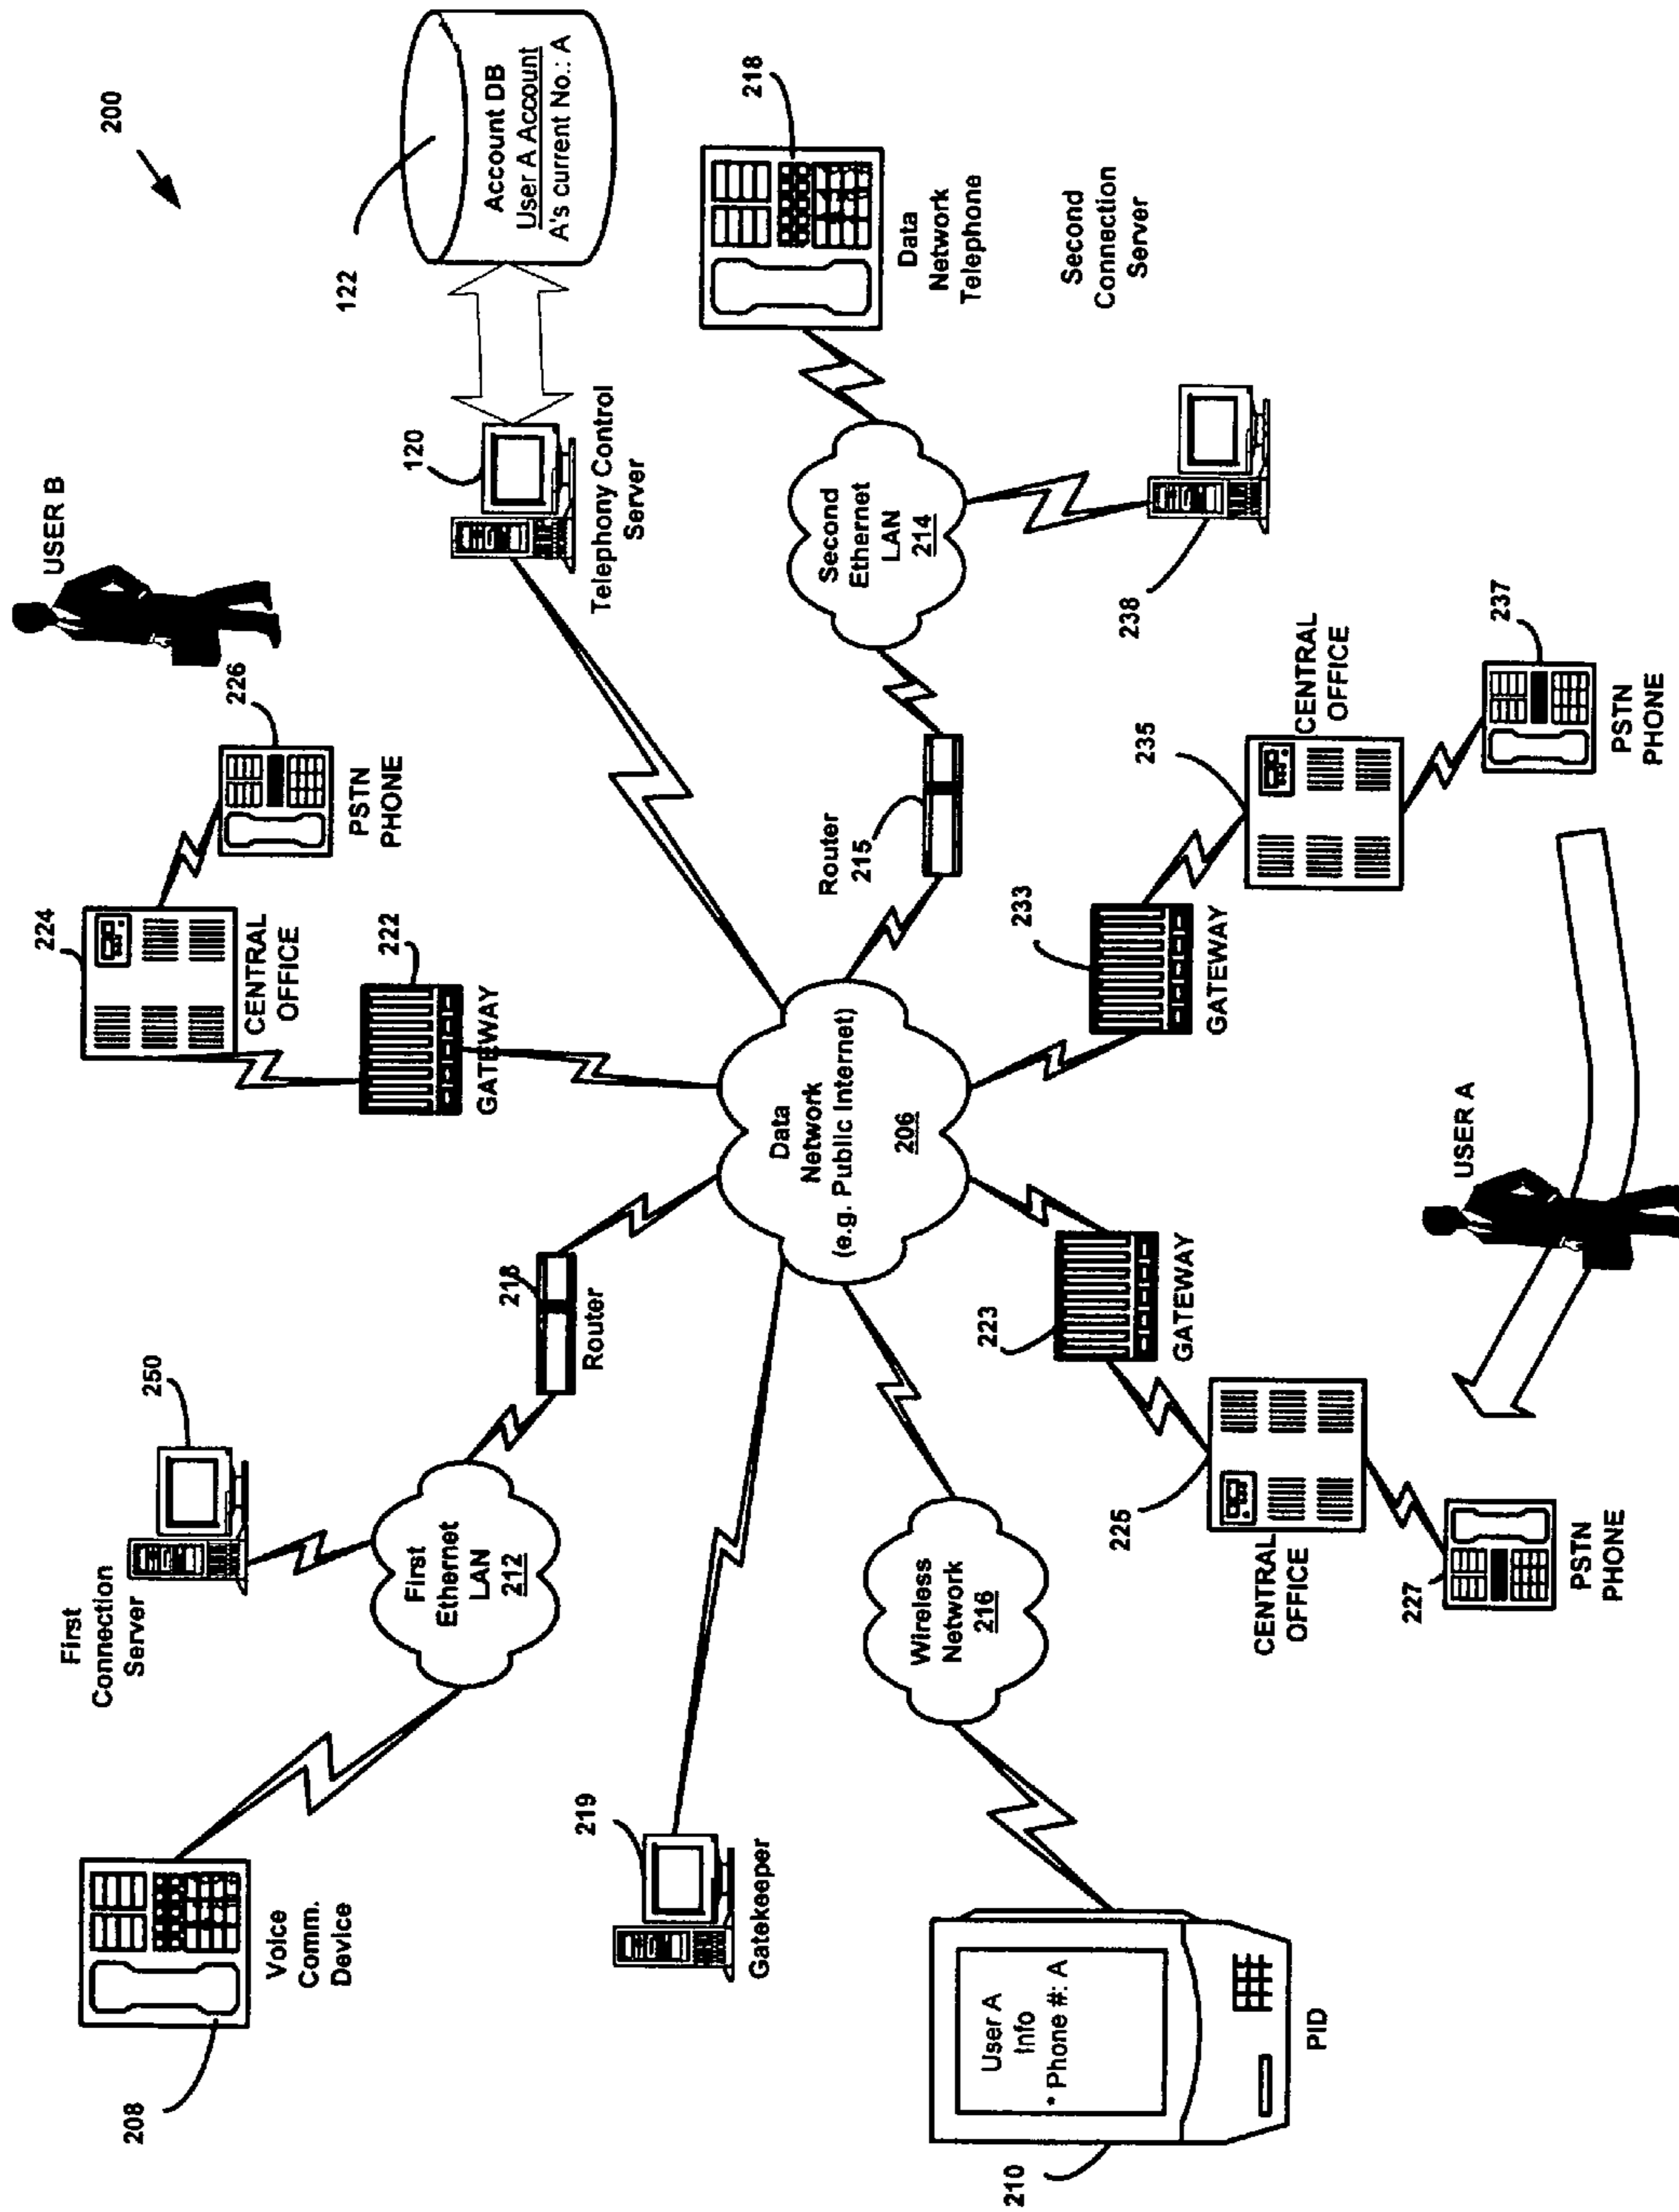 200
USER B
224
226
CENTRAL
OFFICE
PSTN
PHONE
222
GATEWAY
First
Connection
Server
250
208
Voice
Comm.
Device
First
Ethernet
LAN
212
218
Router
120
Telephony Control
Server
122
Account DB
User A Account
A's current No.: A
219
Gatekeeper
Data
Network
(e.g. Public Internet)
206
Router
215
Second
Ethernet
LAN
214
218
Data
Network
Telephone
Second
Connection
Server
238
Wireless
Network
216
210
User A
Info
* Phone #: A
PID
223
GATEWAY
225
CENTRAL
OFFICE
227
PSTN
PHONE
233
GATEWAY
235
CENTRAL
OFFICE
237
PSTN
PHONE
USER A